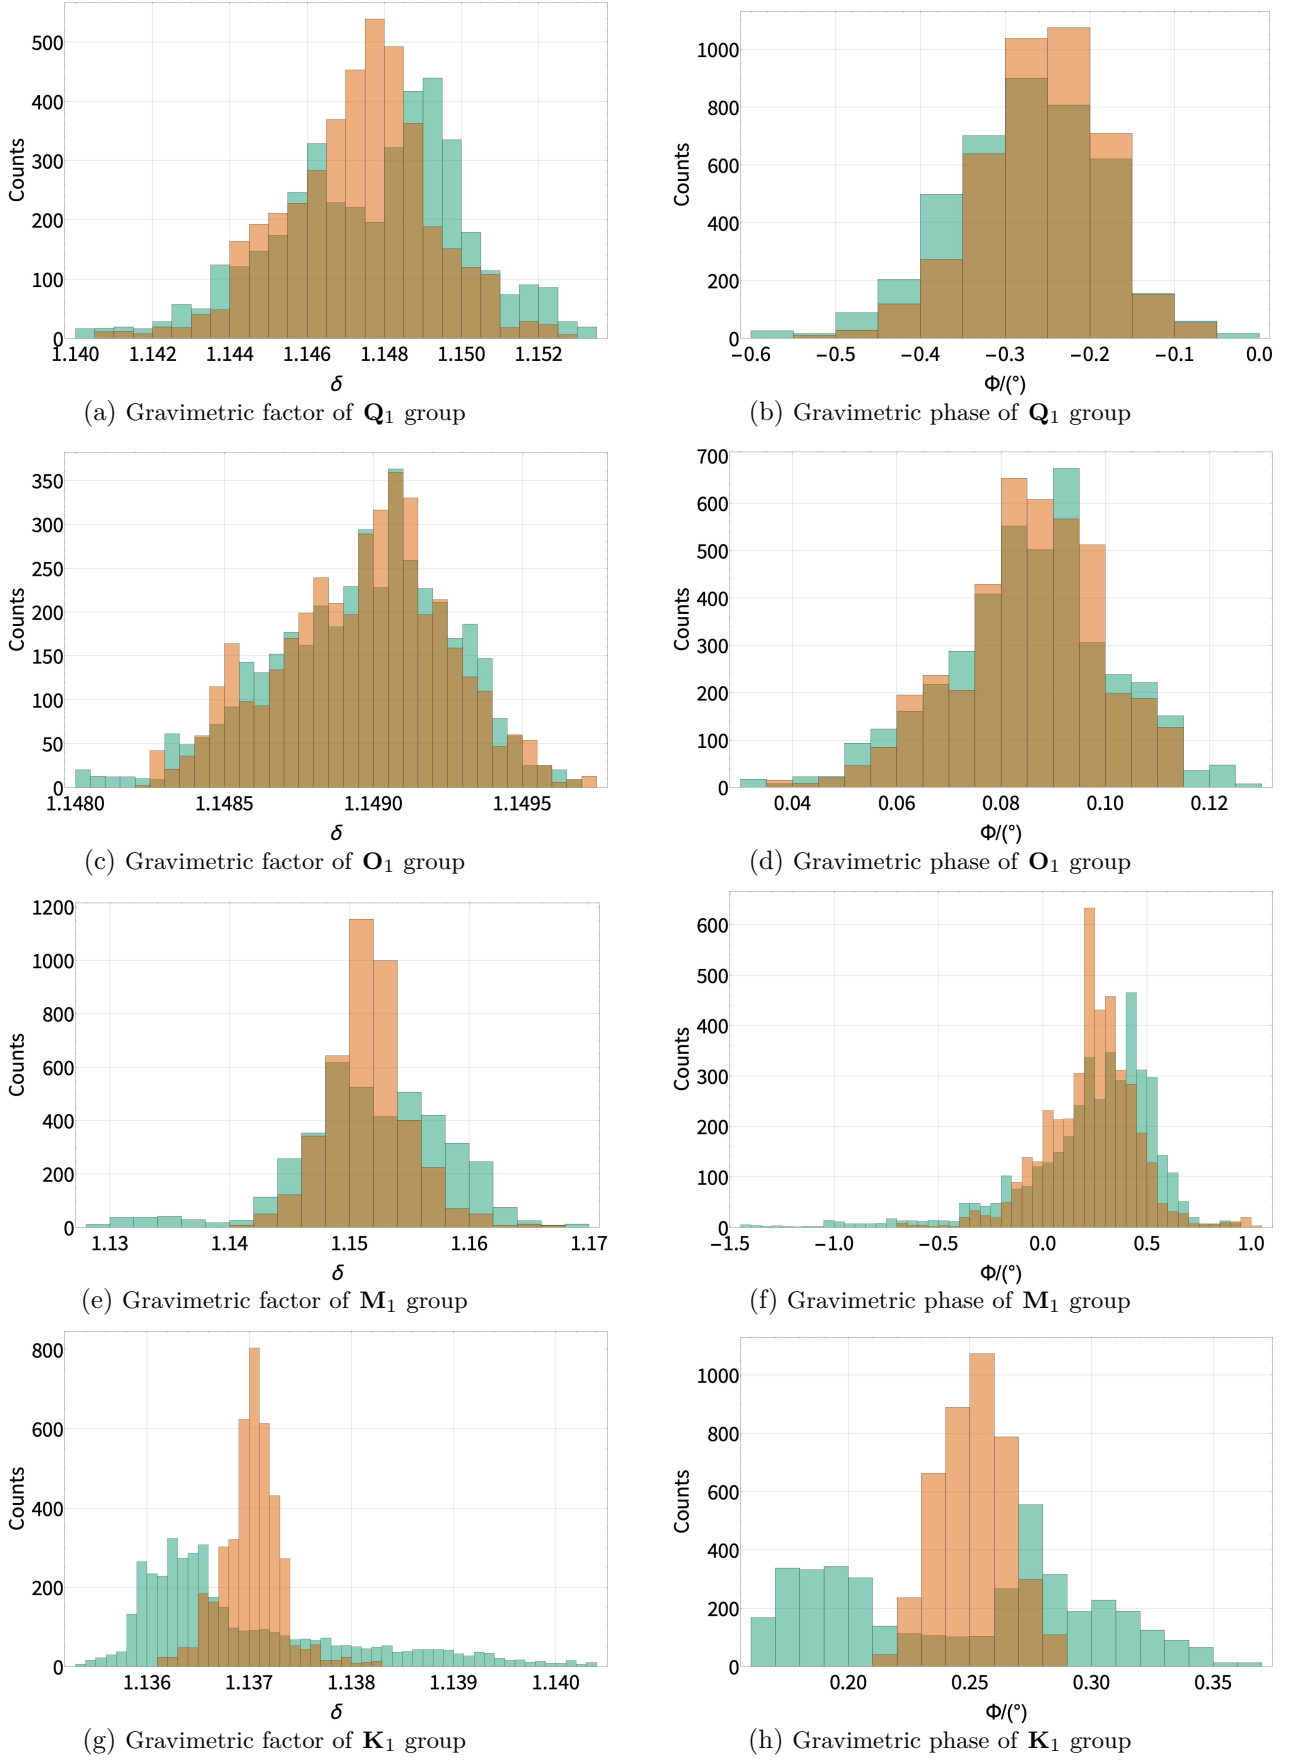 500
400
300
200
100
0
Counts
1.140 1.142 1.144 1.146 1.148 1.150 1.152
δ
(a) Gravimetric factor of Q1 group
1000
800
600
400
200
0
Counts
−0.6 −0.5 −0.4 −0.3 −0.2 −0.1 0.0
Φ/(°)
(b) Gravimetric phase of Q1 group
350
300
250
200
150
100
50
0
Counts
1.1480 1.1485 1.1490 1.1495
δ
(c) Gravimetric factor of O1 group
700
600
500
400
300
200
100
0
Counts
0.04 0.06 0.08 0.10 0.12
Φ/(°)
(d) Gravimetric phase of O1 group
1200
1000
800
600
400
200
0
Counts
1.13 1.14 1.15 1.16 1.17
δ
(e) Gravimetric factor of M1 group
600
500
400
300
200
100
0
Counts
−1.5 −1.0 −0.5 0.0 0.5 1.0
Φ/(°)
(f) Gravimetric phase of M1 group
800
600
400
200
0
Counts
1.136 1.137 1.138 1.139 1.140
δ
(g) Gravimetric factor of K1 group
1000
800
600
400
200
0
Counts
0.20 0.25 0.30 0.35
Φ/(°)
(h) Gravimetric phase of K1 group